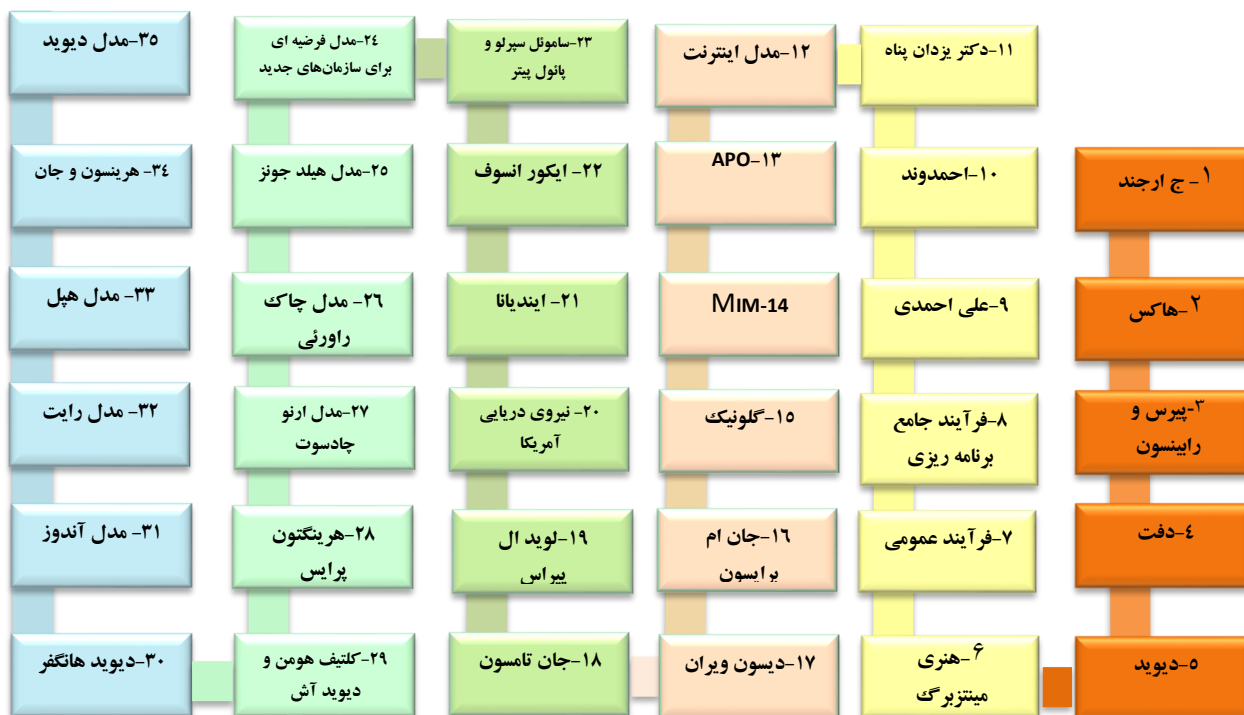 ۱- ج ارجند
۲-هاکس
۳-پیرس و
رابینسون
٤-دفت
٥-دیوید
۶-هنری
مینتزبرگ
۷-فرآیند عمومی
۸-فرآیند جامع
برنامه ریزی
۹-علی احمدی
۱۰-احمدوند
۱۱-دکتر یزدان پناه
۱۲-مدل اینترنت
APO-۱۳
MIM-14
۱٥-گلونیک
۱٦-جان ام
برایسون
۱۷-دیسون ویران
۱۸-جان تامسون
۱۹-لوید ال
پیراس
۲۰- نیروی دریایی
آمریکا
۲۱- ایندیانا
۲۲- ایکور انسوف
۲۳-ساموئل سپرلو و
پائول پیتر
۲٤-مدل فرضیه ای
برای سازمان‌های جدید
۲٥-مدل هیلد جونز
۲٦- مدل چاک
راورئی
۲۷-مدل ارنو
چادسوت
۲۸-هرینگتون
پرایس
۲۹-کلتیف هومن و
دیوید آش
۳۰-دیوید هانگفر
۳۱- مدل آندوز
۳۲- مدل رایت
۳۳- مدل هپل
۳٤- هرینسون و جان
۳٥-مدل دیوید